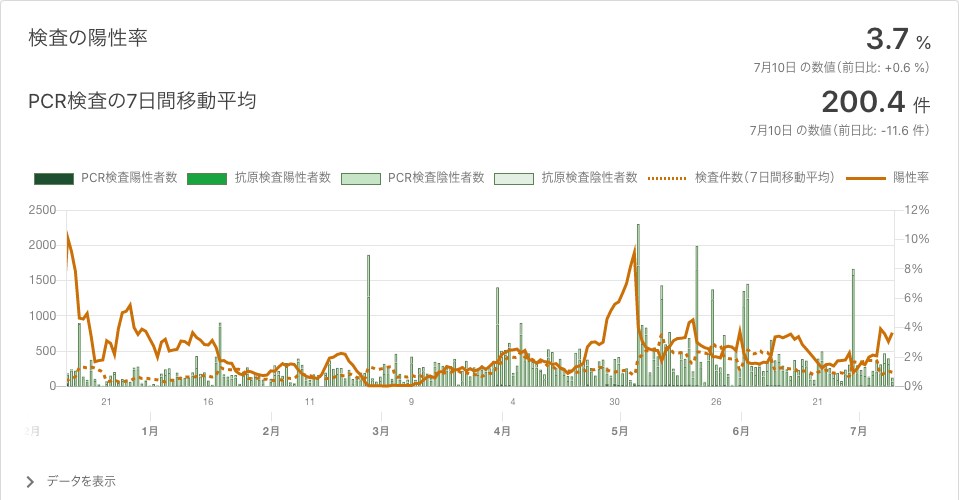 検査の陽性率
3.7 %
7月10日 の数値（前日比: +0.6 %）
PCR検査の7日間移動平均
200.4 件
7月10日 の数値（前日比: -11.6 件）
PCR検査陽性者数 抗原検査陽性者数 PCR検査陰性者数 抗原検査陰性者数 検査件数（7日間移動平均） 陽性率
2500 12%
2000 10%
1500 8%
1000 6%
500 4%
0 2%
0%
21 16 11 9 4 30 26 21
月 1月 2月 3月 4月 5月 6月 7月
データを表示